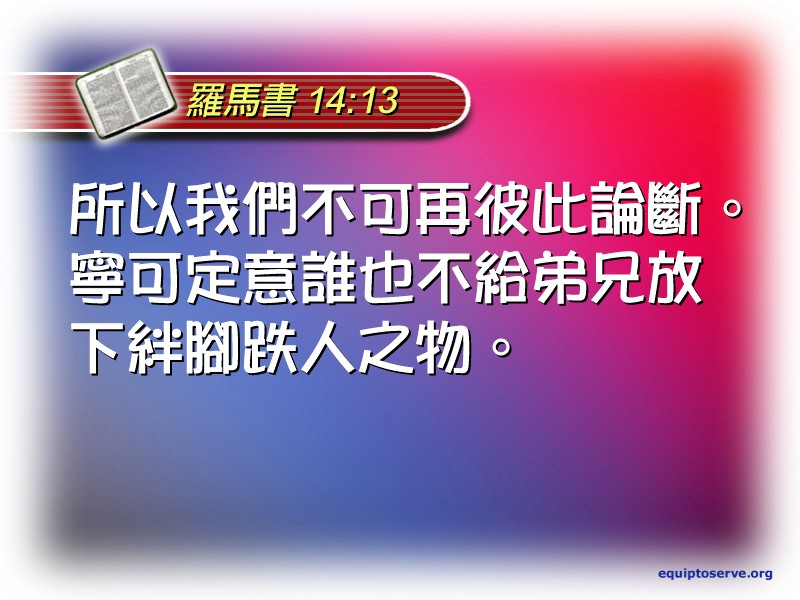 羅馬書 14:13
所以我們不可再彼此論斷。
寧可定意誰也不給弟兄放
下絆腳跌人之物。
equiptoserve.org